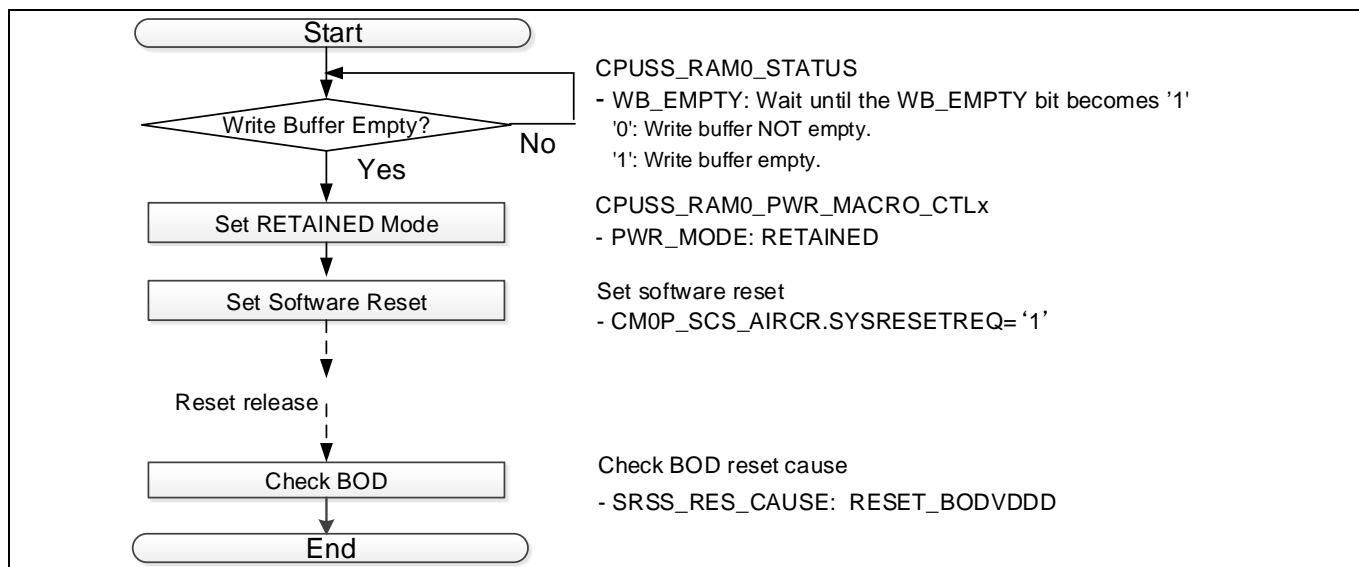 Start
CPUSS_RAM0_STATUS
- WB_EMPTY: Wait until the WB_EMPTY bit becomes '1'
Write Buffer Empty?
'0': Write buffer NOT empty.
No
'1': Write buffer empty.
Yes
CPUSS_RAM0_PWR_MACRO_CTLx
Set RETAINED Mode
- PWR_MODE: RETAINED
Set Software Reset
Set software reset
- CM0P_SCS_AIRCR.SYSRESETREQ= ‘1’
Reset release
Check BOD reset cause
Check BOD
- SRSS_RES_CAUSE: RESET_BODVDDD
End